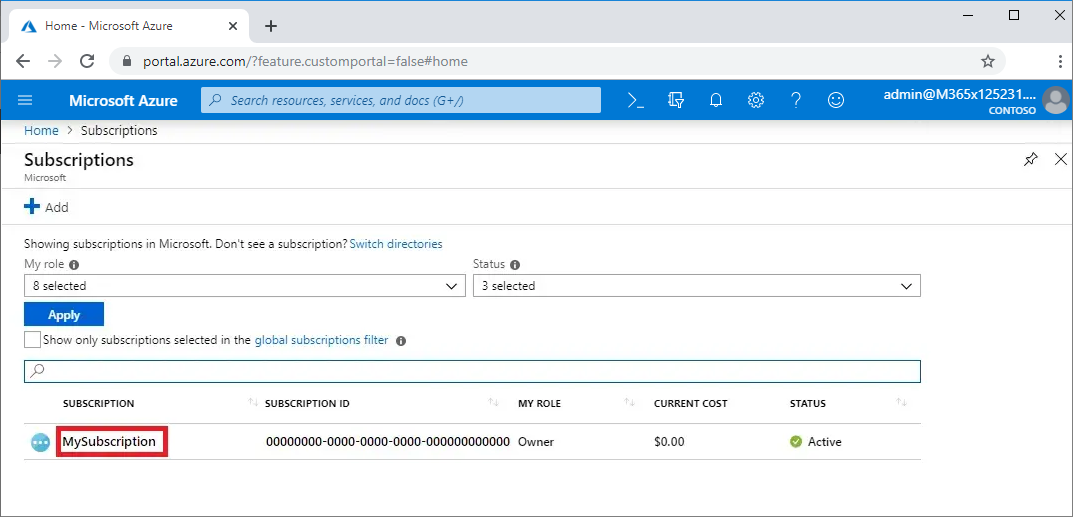 Home - Microsoft Azure
portal.azure.com/?feature.customportal=false#home
Microsoft Azure Search resources, services, and docs (G+/) admin@M365x125231....
CONTOSO
Home > Subscriptions
Subscriptions
Microsoft
Add
Showing subscriptions in Microsoft. Don't see a subscription? Switch directories
My role Status
8 selected 3 selected
Apply
Show only subscriptions selected in the global subscriptions filter
SUBSCRIPTION SUBSCRIPTION ID MY ROLE CURRENT COST STATUS
MySubscription 00000000-0000-0000-0000-000000000000 Owner $0.00 Active